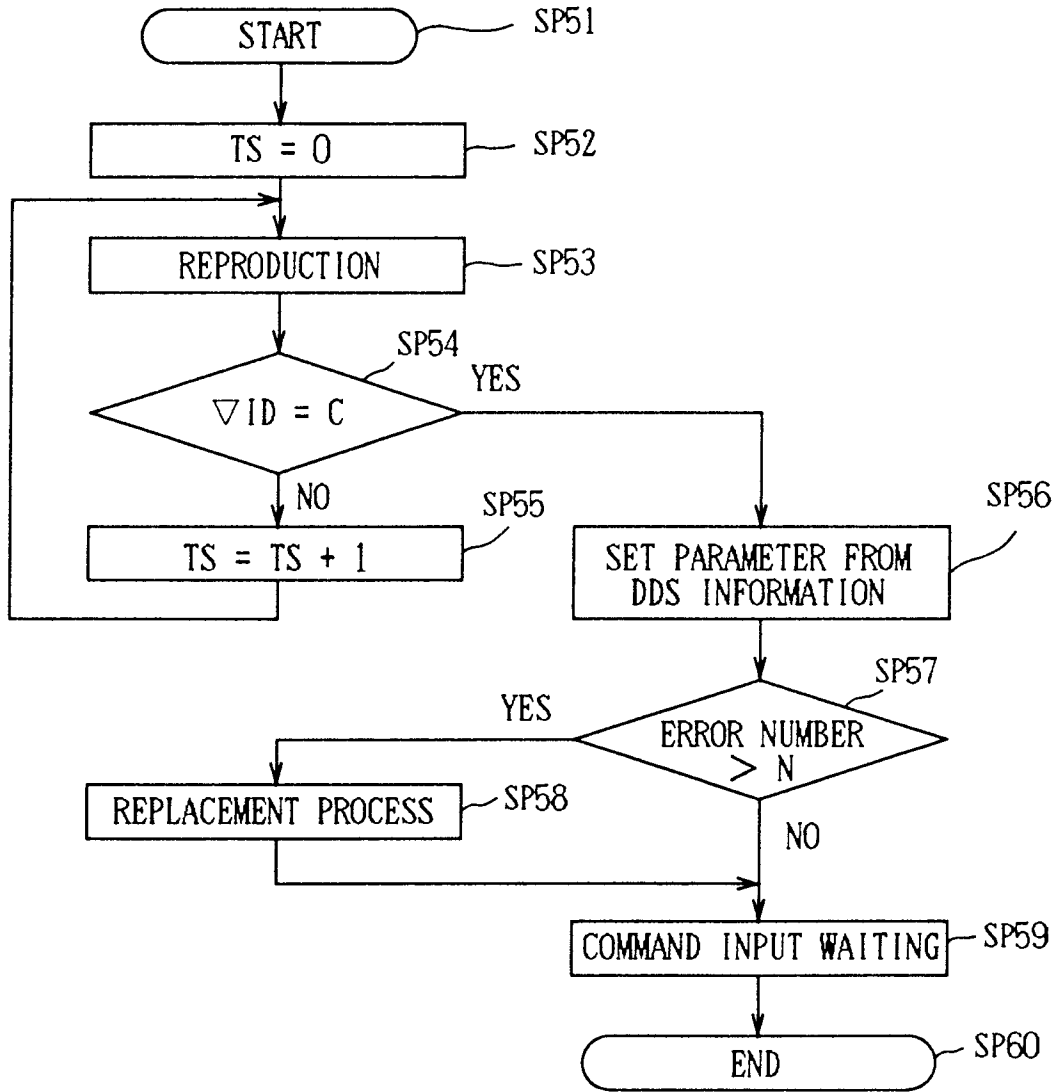 START
SP51
TS = 0
SP52
REPRODUCTION
SP53
SP54
YES
▽ID = C
NO
SP55
TS = TS + 1
SP56
SET PARAMETER FROM
DDS INFORMATION
SP57
YES
ERROR NUMBER
> N
REPLACEMENT PROCESS
SP58
NO
COMMAND INPUT WAITING
SP59
END
SP60